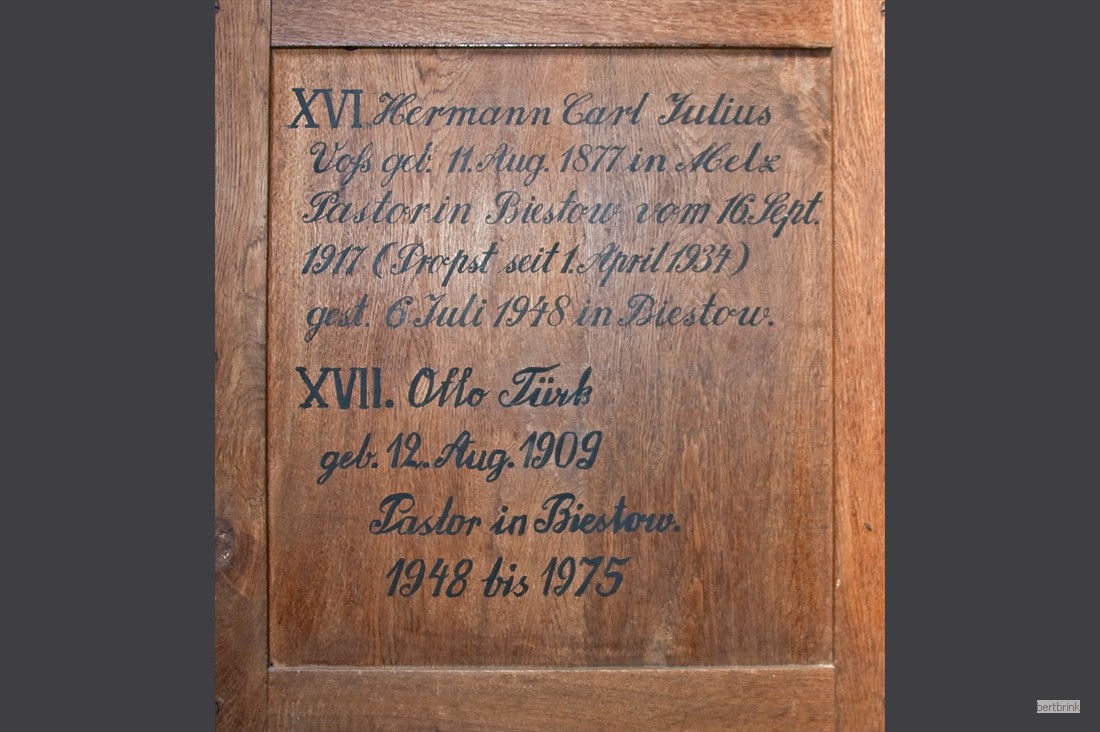 XVI. Hermann Carl Julius
Voß geb. 11. Aug. 1877 in Melz
Pastor in Biestow vom 16. Sept.
1917 (Propst seit 1. April 1934)
gest. 6 Juli 1948 in Biestow.
XVII. Otto Türk
geb. 12. Aug. 1909
Pastor in Biestow.
1948 bis 1975
bertbrink